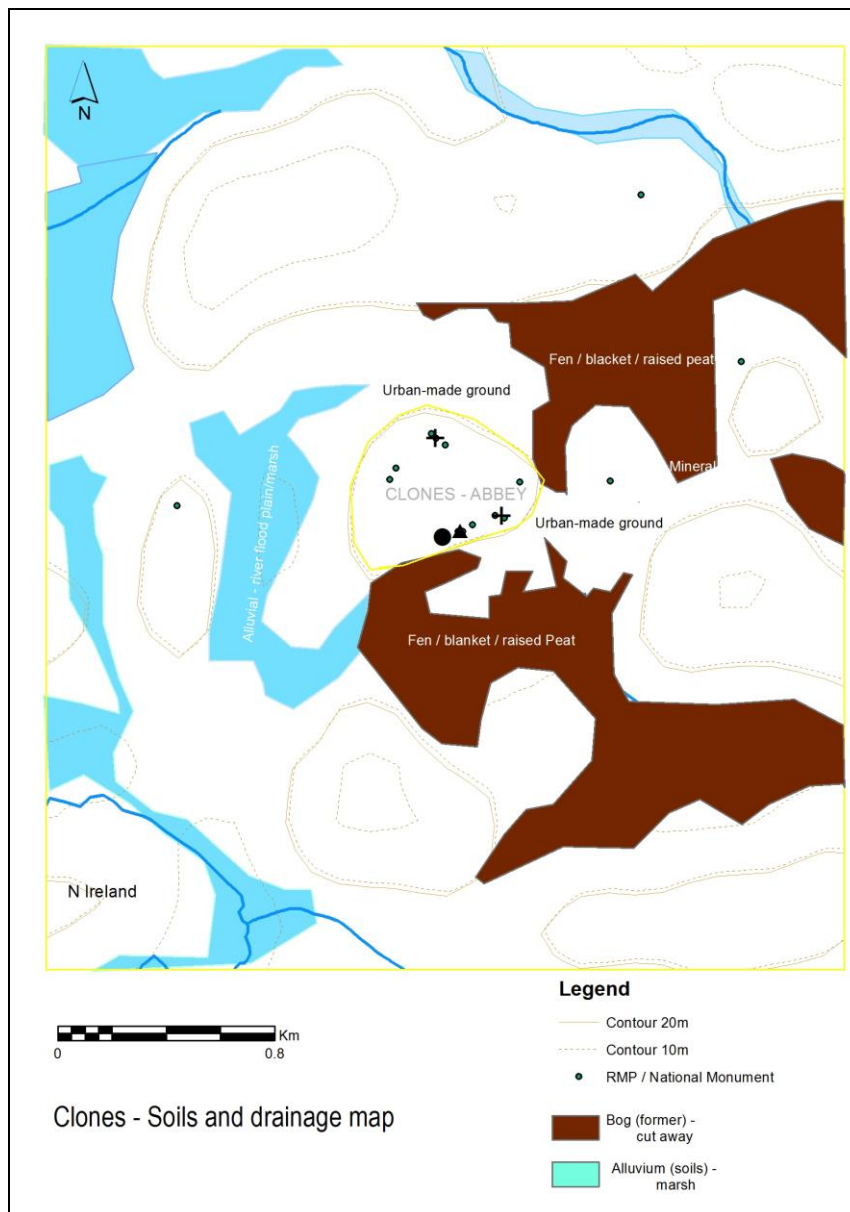 N
Fen / blacket / raised peat
Urban-made ground
Mineral
CLONES - ABBEY
Urban-made ground
Alluvial - river flood plain/marsh
Fen / blanket / raised Peat
N Ireland
Legend
Contour 20m
Contour 10m
RMP / National Monument
Bog (former) -
cut away
Alluvium (soils) -
marsh
Km
0 0.8
Clones - Soils and drainage map